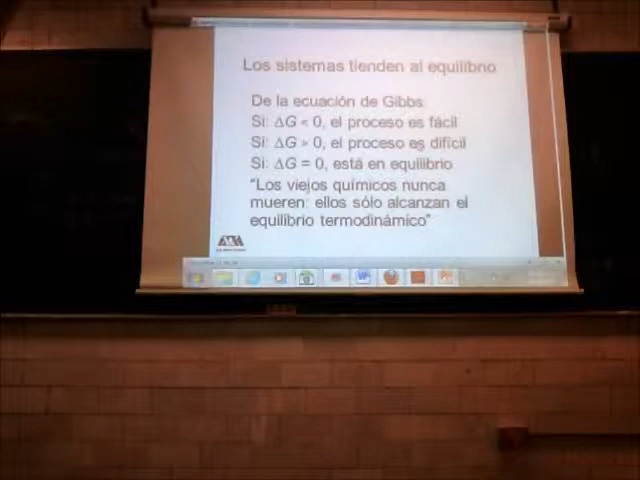 Los sistemas tienden al equilibrio
De la ecuación de Gibbs
Si: ΔG < 0, el proceso es fácil
Si: ΔG > 0, el proceso es difícil
Si: ΔG = 0, está en equilibrio
"Los viejos químicos nunca
mueren: ellos sólo alcanzan el
equilibrio termodinámico"